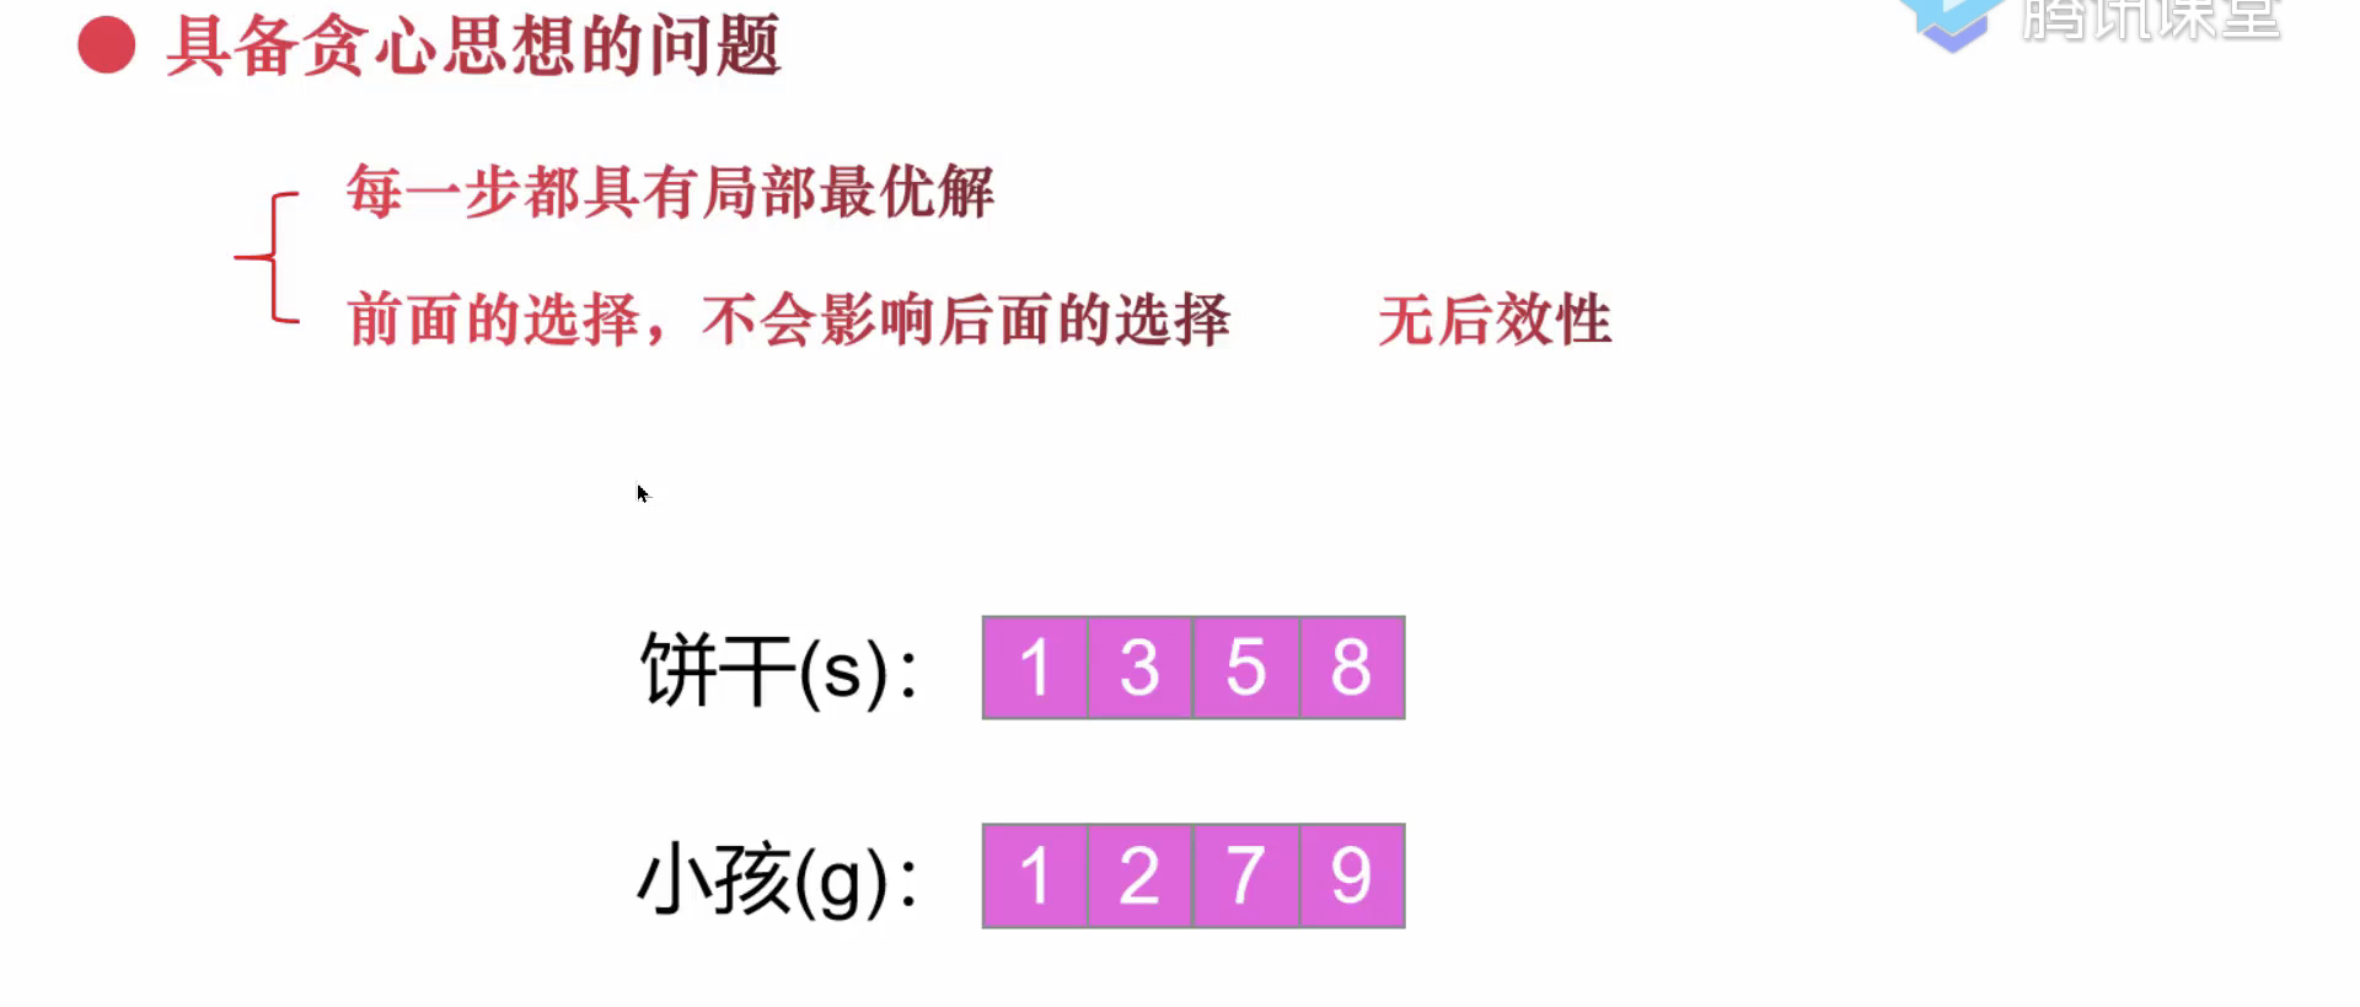 腾讯课堂
具备贪心思想的问题
每一步都具有局部最优解
前面的选择，不会影响后面的选择 无后效性
饼干(s): 1 3 5 8
小孩(g): 1 2 7 9